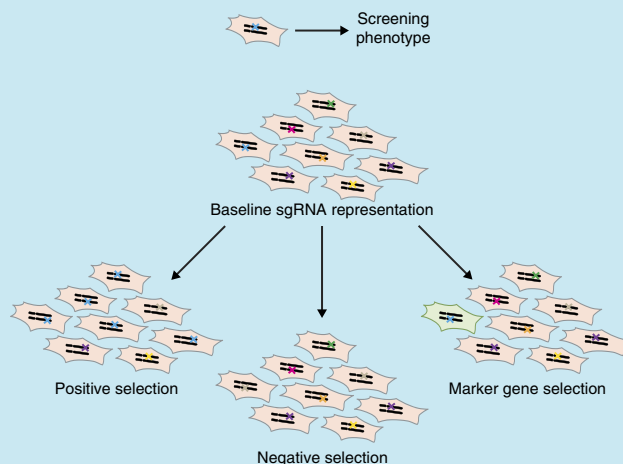 Screening
phenotype
Baseline sgRNA representation
Positive selection
Negative selection
Marker gene selection